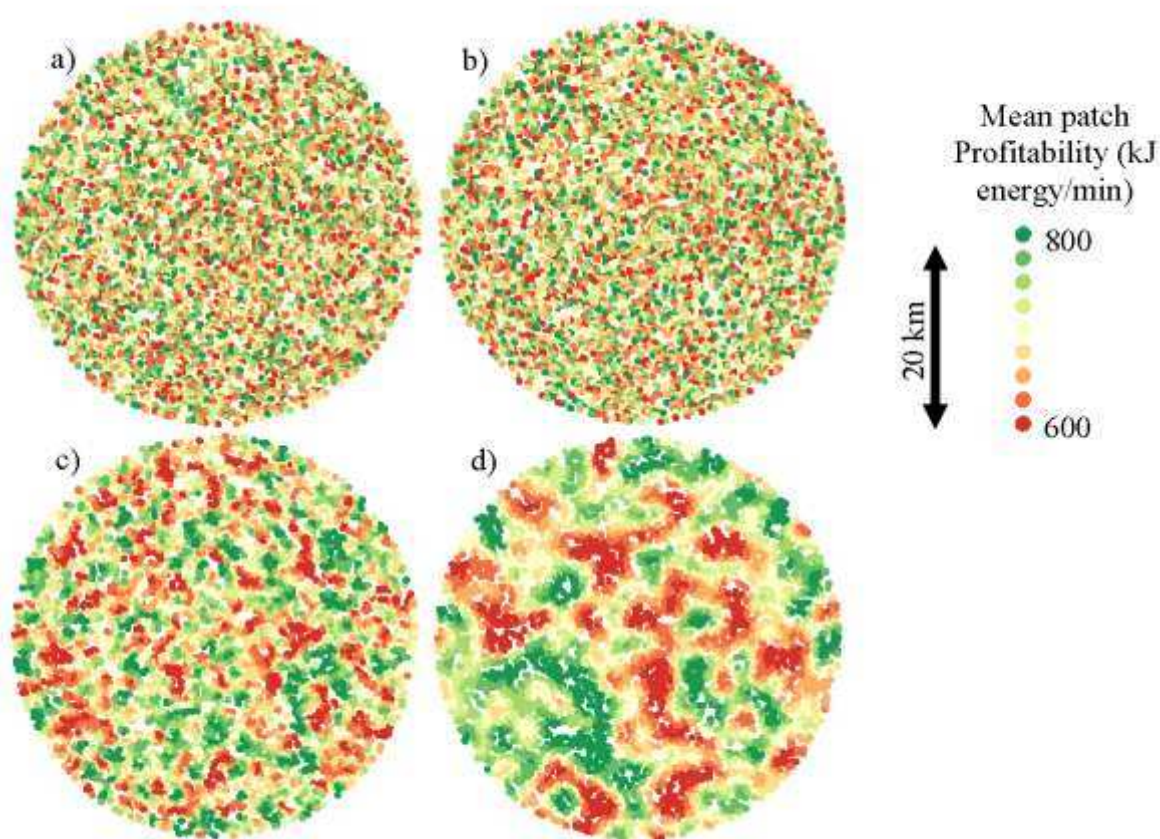 a)
b)
Mean patch
Profitability (kJ
energy/min)
800
20 km
600
c)
d)